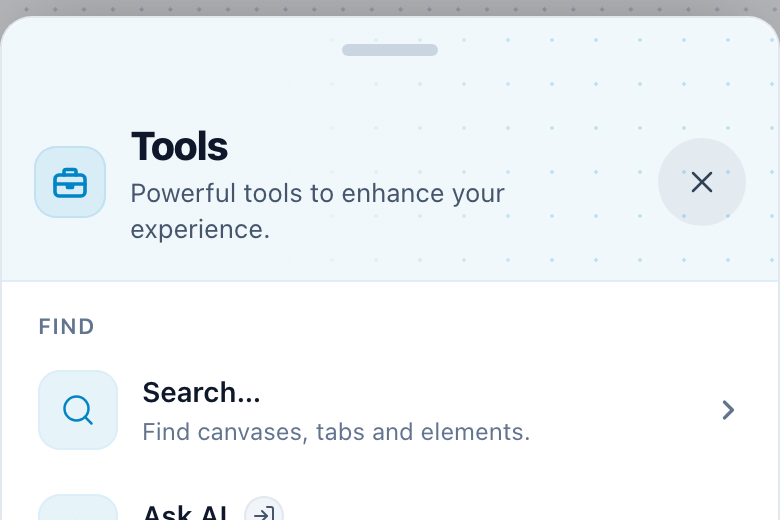 Tools
Powerful tools to enhance your
experience.
FIND
Search...
Find canvases, tabs and elements.
Ask AI